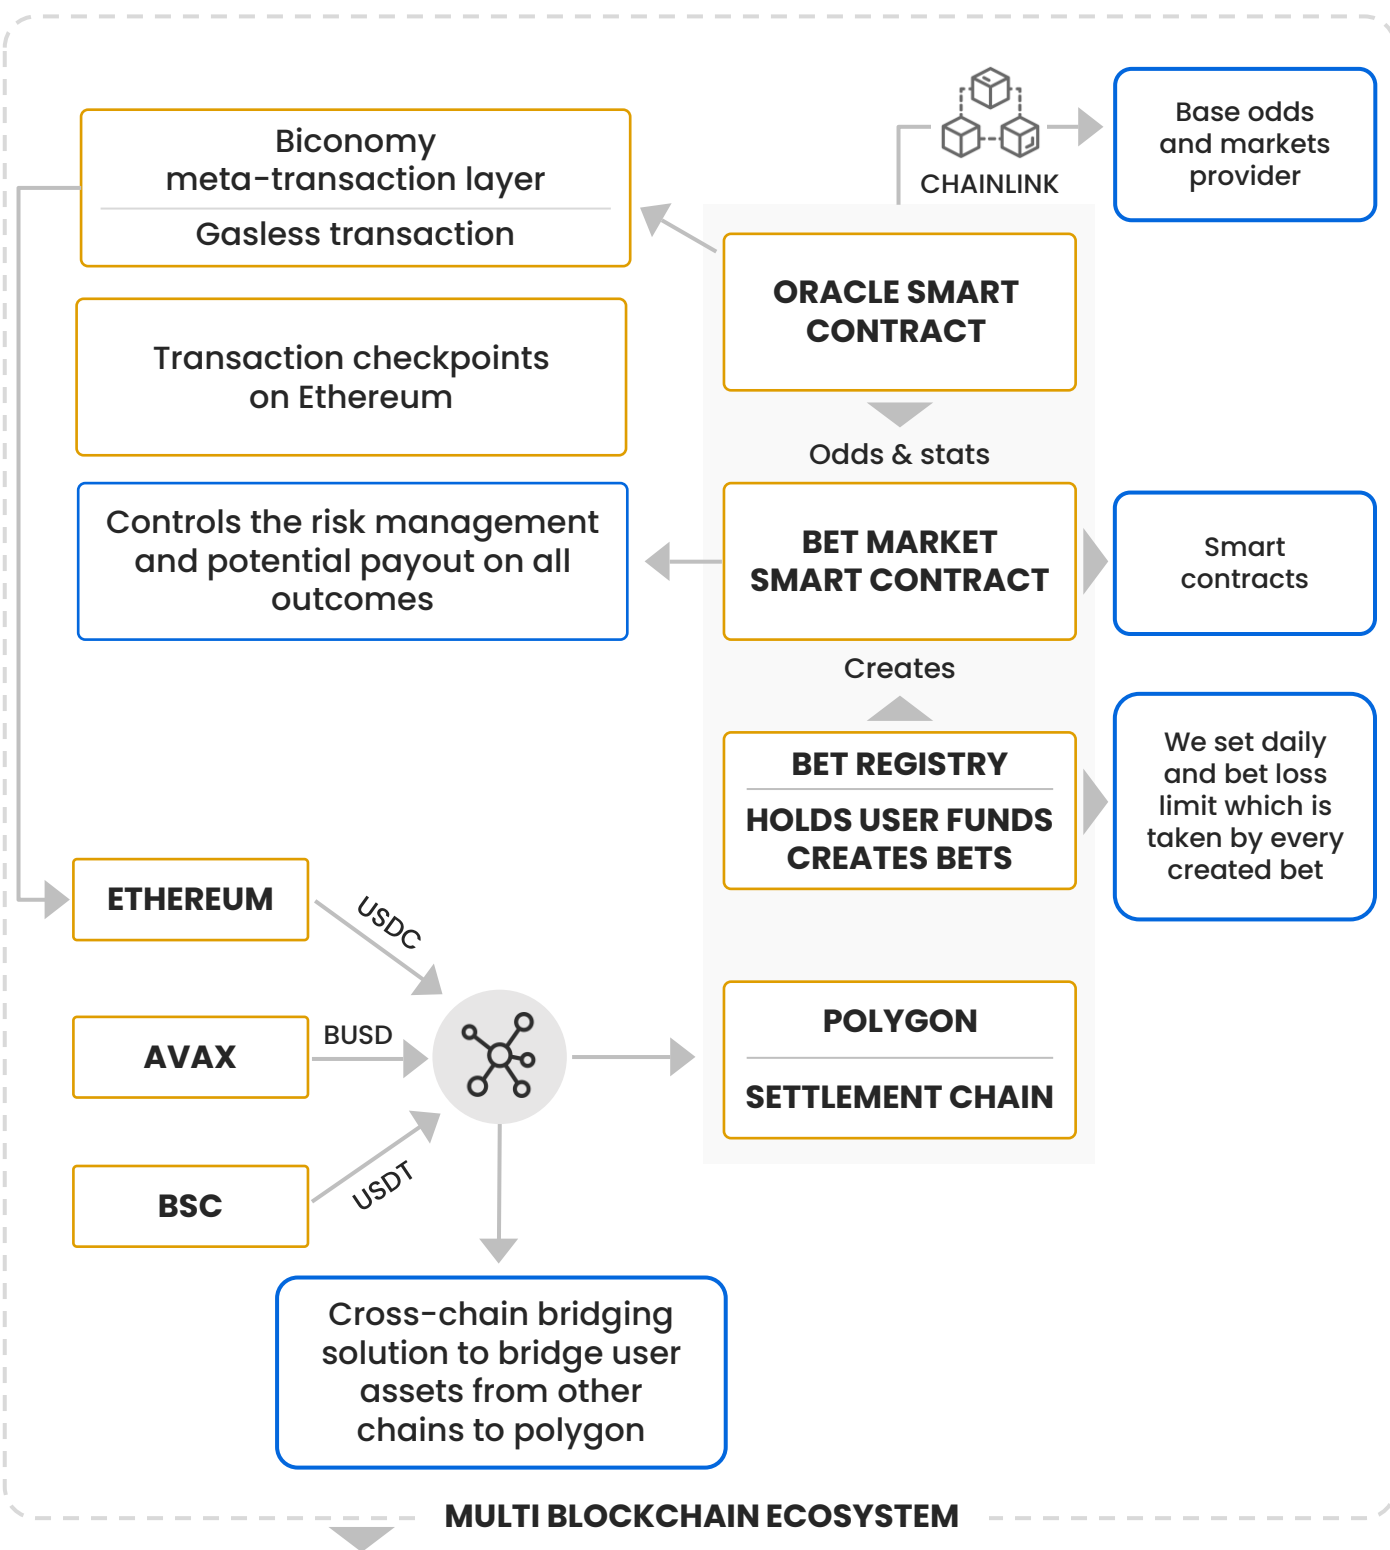 CHAINLINK
Base odds
and markets
provider
Biconomy
meta-transaction layer
Gasless transaction
ORACLE SMART
CONTRACT
Transaction checkpoints
on Ethereum
Odds & stats
Controls the risk management
and potential payout on all
outcomes
BET MARKET
SMART CONTRACT
Smart
contracts
Creates
BET REGISTRY
HOLDS USER FUNDS
CREATES BETS
We set daily
and bet loss
limit which is
taken by every
created bet
ETHEREUM
USDC
AVAX
BUSD
BSC
USDT
POLYGON
SETTLEMENT CHAIN
Cross-chain bridging
solution to bridge user
assets from other
chains to polygon
MULTI BLOCKCHAIN ECOSYSTEM